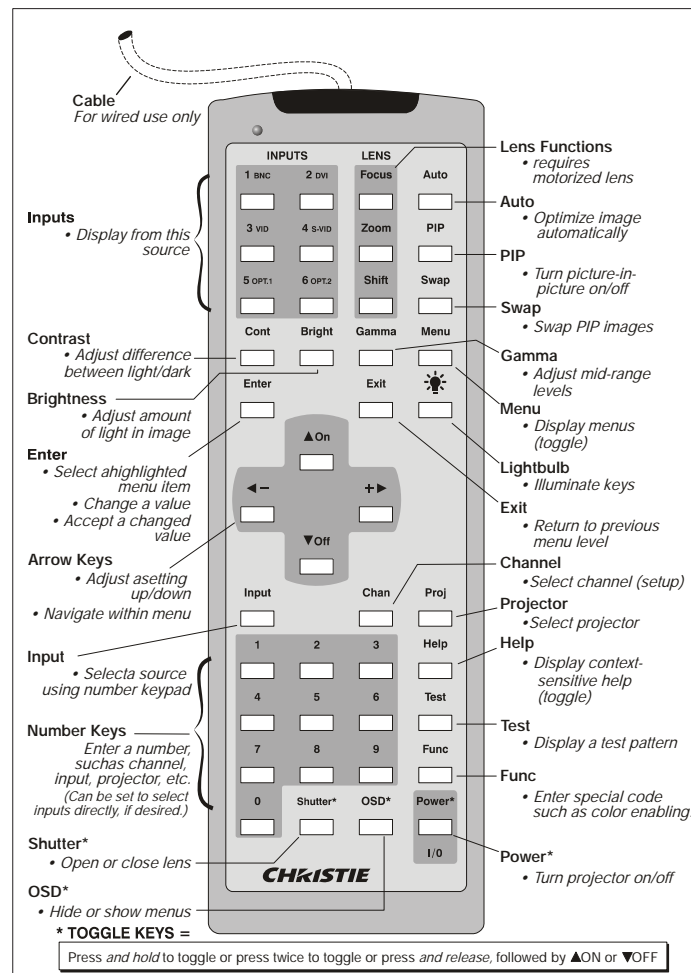 Cable
For wired use only
Inputs
• Display from this
source
Contrast
• Adjust difference
between light/dark
Brightness
• Adjust amount
of light in image
Enter
• Select ahighlighted
menu item
• Change a value
• Accept a changed
value
Arrow Keys
• Adjust asetting
up/down
• Navigate within menu
Input
• Selecta source
using number keypad
Number Keys
Enter a number,
suchas channel,
input, projector, etc.
(Can be set to select
inputs directly, if desired.)
Shutter*
• Open or close lens
OSD*
• Hide or show menus
INPUTS LENS
1 BNC 2 DVI Focus Auto
3 VID 4 S-VID Zoom PIP
5 OPT.1 6 OPT.2 Shift Swap
Cont Bright Gamma Menu
Enter Exit
▲On
◄− +►
▼Off
Input Chan Proj
1 2 3 Help
4 5 6 Test
7 8 9 Func
0 Shutter* OSD* Power*
I/0
CHRISTIE
Lens Functions
• requires
motorized lens
Auto
• Optimize image
automatically
PIP
• Turn picture-in-
picture on/off
Swap
• Swap PIP images
Gamma
• Adjust mid-range
levels
Menu
• Display menus
(toggle)
Lightbulb
• Illuminate keys
Exit
• Return to previous
menu level
Channel
•Select channel (setup)
Projector
•Select projector
Help
• Display context-
sensitive help
(toggle)
Test
• Display a test pattern
Func
• Enter special code
such as color enabling.
Power*
• Turn projector on/off
* TOGGLE KEYS =
Press and hold to toggle or press twice to toggle or press and release, followed by ▲ON or ▼OFF